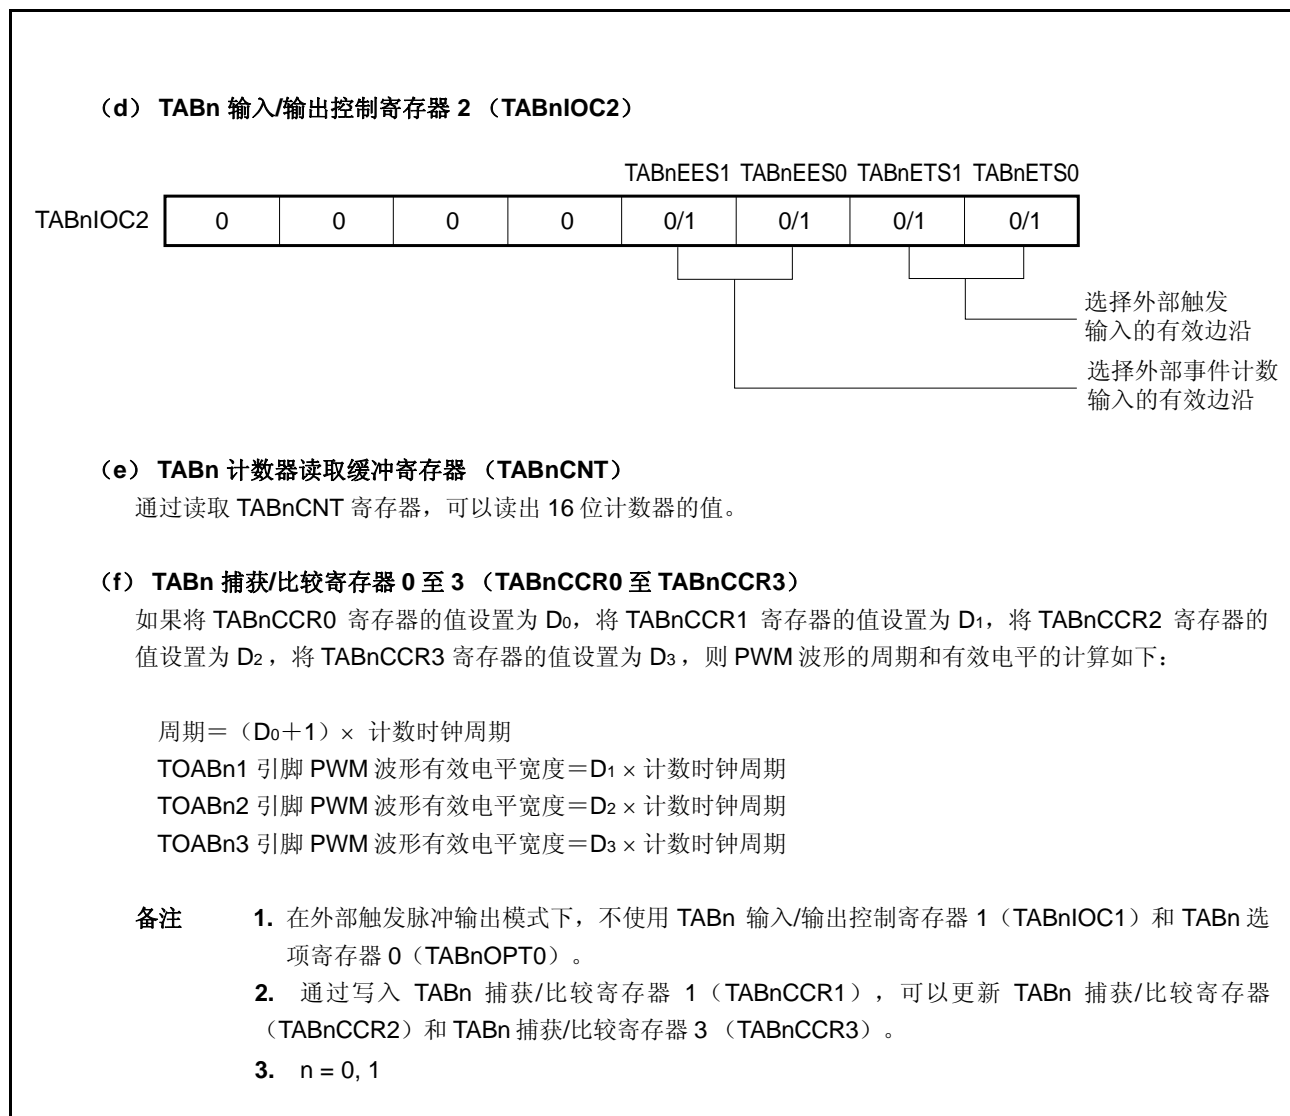 （d） TABn 输入/输出控制寄存器 2 （TABnIOC2）
TABnEES1 TABnEES0 TABnETS1 TABnETS0
TABnIOC2 0 0 0 0 0/1 0/1 0/1 0/1
选择外部触发
输入的有效边沿
选择外部事件计数
输入的有效边沿
（e） TABn 计数器读取缓冲寄存器 （TABnCNT）
通过读取 TABnCNT 寄存器，可以读出 16 位计数器的值。
（f） TABn 捕获/比较寄存器 0 至 3 （TABnCCR0 至 TABnCCR3）
如果将 TABnCCR0 寄存器的值设置为 D0，将 TABnCCR1 寄存器的值设置为 D1，将 TABnCCR2 寄存器的
值设置为 D2，将 TABnCCR3 寄存器的值设置为 D3，则 PWM 波形的周期和有效电平的计算如下：
周期＝（D0＋1）× 计数时钟周期
TOABn1 引脚 PWM 波形有效电平宽度＝D1 × 计数时钟周期
TOABn2 引脚 PWM 波形有效电平宽度＝D2 × 计数时钟周期
TOABn3 引脚 PWM 波形有效电平宽度＝D3 × 计数时钟周期
备注 1. 在外部触发脉冲输出模式下，不使用 TABn 输入/输出控制寄存器 1（TABnIOC1）和 TABn 选
项寄存器 0（TABnOPT0）。
2. 通过写入 TABn 捕获/比较寄存器 1（TABnCCR1），可以更新 TABn 捕获/比较寄存器
（TABnCCR2）和 TABn 捕获/比较寄存器 3 （TABnCCR3）。
3. n = 0, 1